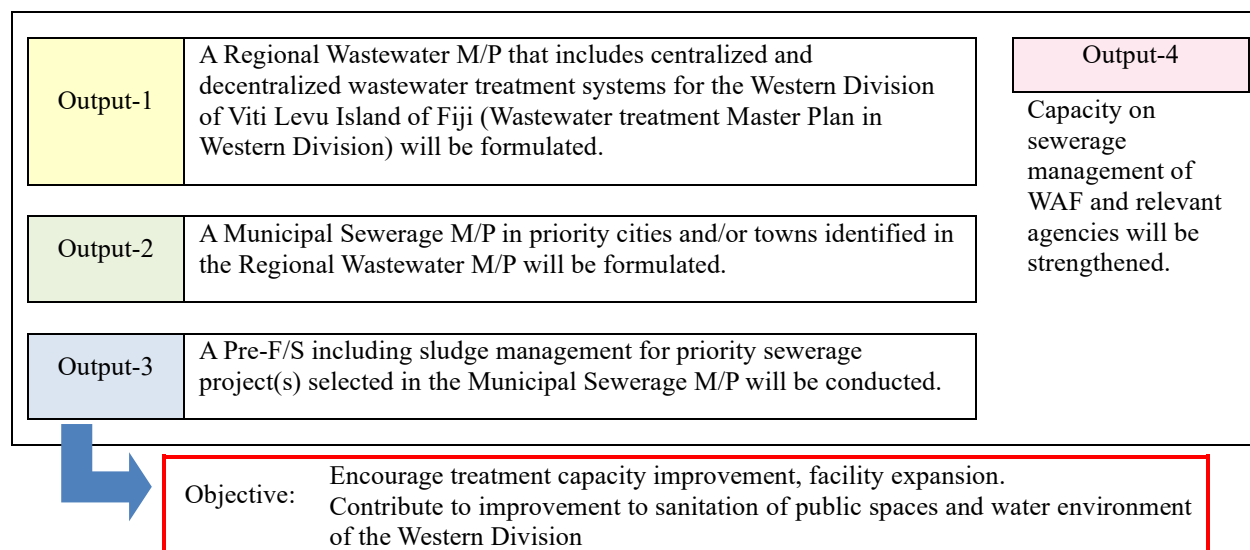 Output-1
A Regional Wastewater M/P that includes centralized and
decentralized wastewater treatment systems for the Western Division
of Viti Levu Island of Fiji (Wastewater treatment Master Plan in
Western Division) will be formulated.
Output-2
A Municipal Sewerage M/P in priority cities and/or towns identified in
the Regional Wastewater M/P will be formulated.
Output-3
A Pre-F/S including sludge management for priority sewerage
project(s) selected in the Municipal Sewerage M/P will be conducted.
Output-4
Capacity on
sewerage
management of
WAF and relevant
agencies will be
strengthened.
Objective:
Encourage treatment capacity improvement, facility expansion.
Contribute to improvement to sanitation of public spaces and water environment
of the Western Division